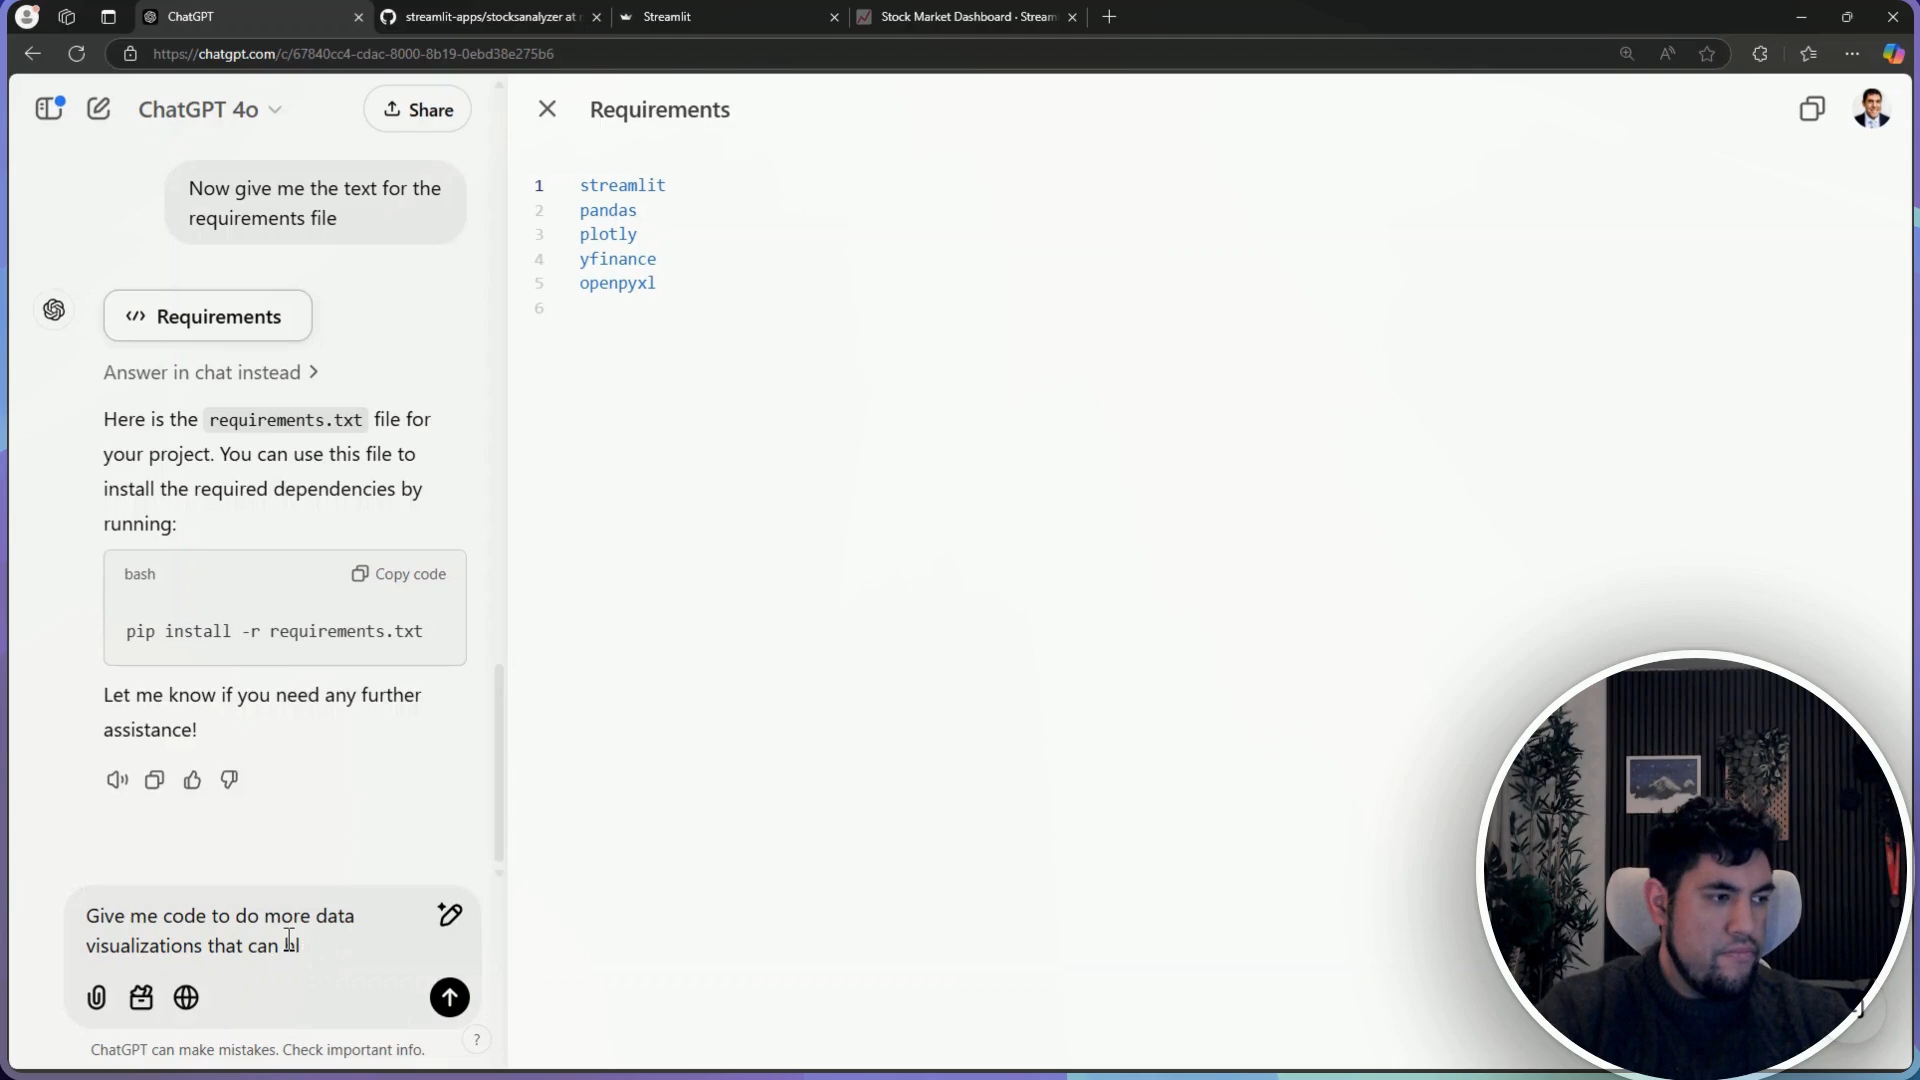 ChatGPT
streamlit-apps/stocksanalyzer at
Streamlit
Stock Market Dashboard · Stream
https://chatgpt.com/c/67840cc4-cdac-8000-8b19-0ebd38e275b6
ChatGPT 4o
Share
Requirements
Now give me the text for the
requirements file
Requirements
Answer in chat instead
Here is the requirements.txt file for
your project. You can use this file to
install the required dependencies by
running:
bash
Copy code
pip install -r requirements.txt
Let me know if you need any further
assistance!
Give me code to do more data
visualizations that can
ChatGPT can make mistakes. Check important info.
?
1 streamlit
2 pandas
3 plotly
4 yfinance
5 openpyxl
6